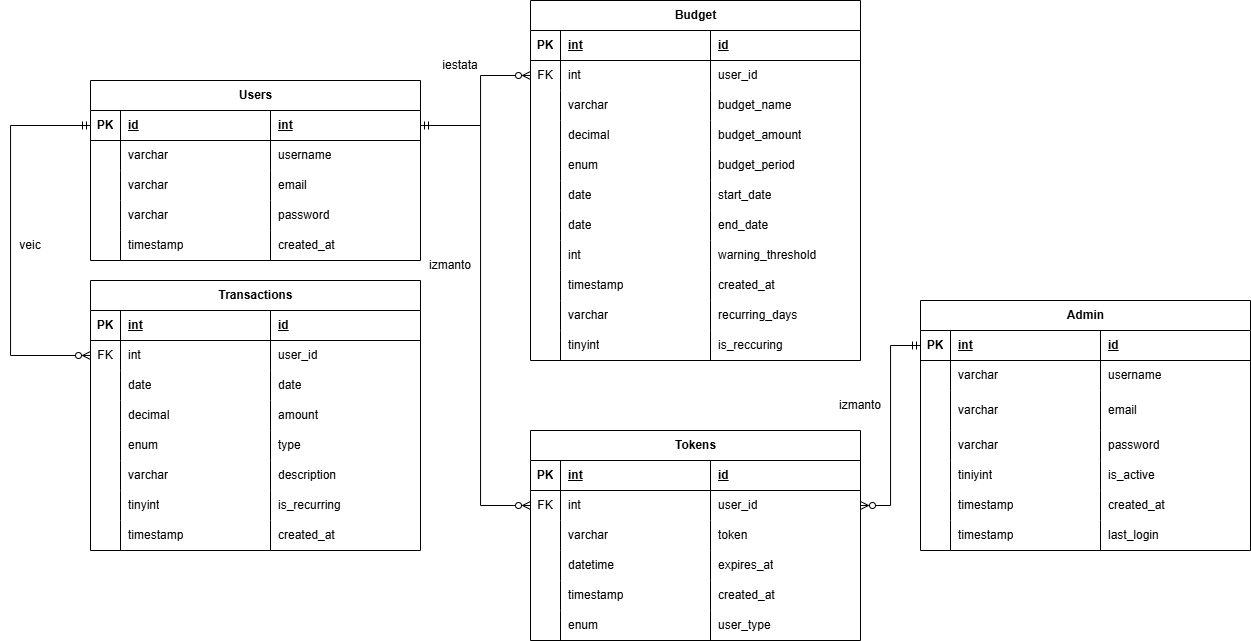 Budget
PK int id
FK int user_id
varchar budget_name
decimal budget_amount
enum budget_period
date start_date
date end_date
int warning_threshold
timestamp created_at
varchar recurring_days
tinyint is_reccuring
iestata
Users
PK id int
varchar username
varchar email
varchar password
timestamp created_at
veic
izmanto
Transactions
PK int id
FK int user_id
date date
decimal amount
enum type
varchar description
tinyint is_recurring
timestamp created_at
Admin
PK int id
varchar username
varchar email
varchar password
tiniyint is_active
timestamp created_at
timestamp last_login
izmanto
Tokens
PK int id
FK int user_id
varchar token
datetime expires_at
timestamp created_at
enum user_type